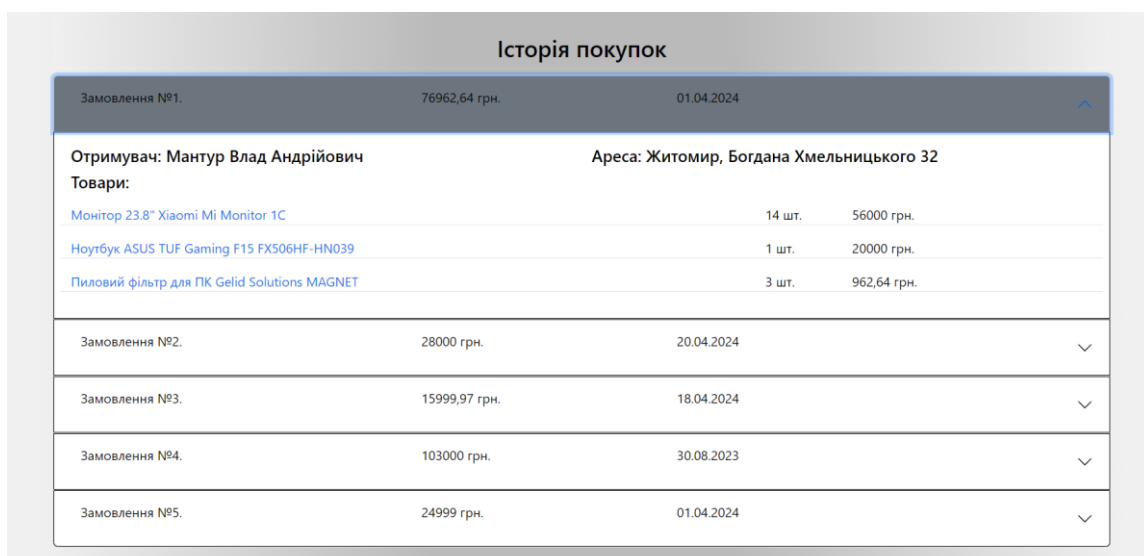 Історія покупок
Замовлення №1. 76962,64 грн. 01.04.2024
Отримувач: Мантур Влад Андрійович Ареса: Житомир, Богдана Хмельницького 32
Товари:
Монітор 23.8" Xiaomi Mi Monitor 1C 14 шт. 56000 грн.
Ноутбук ASUS TUF Gaming F15 FX506HF-HN039 1 шт. 20000 грн.
Пиловий фільтр для ПК Gelid Solutions MAGNET 3 шт. 962,64 грн.
Замовлення №2. 28000 грн. 20.04.2024
Замовлення №3. 15999,97 грн. 18.04.2024
Замовлення №4. 103000 грн. 30.08.2023
Замовлення №5. 24999 грн. 01.04.2024